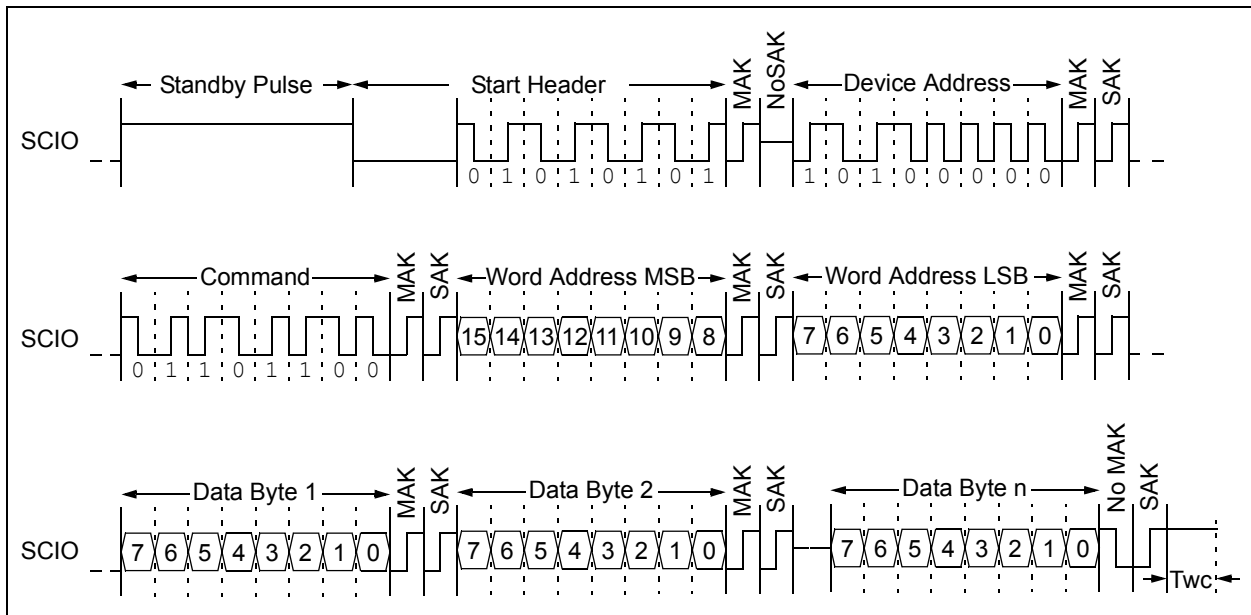 Standby Pulse Start Header MAK NoSAK Device Address MAK SAK
SCIO
0 1 0 1 0 1 0 1 1 0 1 0 0 0 0 0
Command MAK SAK Word Address MSB MAK SAK Word Address LSB MAK SAK
SCIO
15 14 13 12 11 10 9 8 7 6 5 4 3 2 1 0
0 1 1 0 1 1 0 0
Data Byte 1 MAK SAK Data Byte 2 MAK SAK Data Byte n No MAK SAK
SCIO
7 6 5 4 3 2 1 0 7 6 5 4 3 2 1 0 7 6 5 4 3 2 1 0
Twc